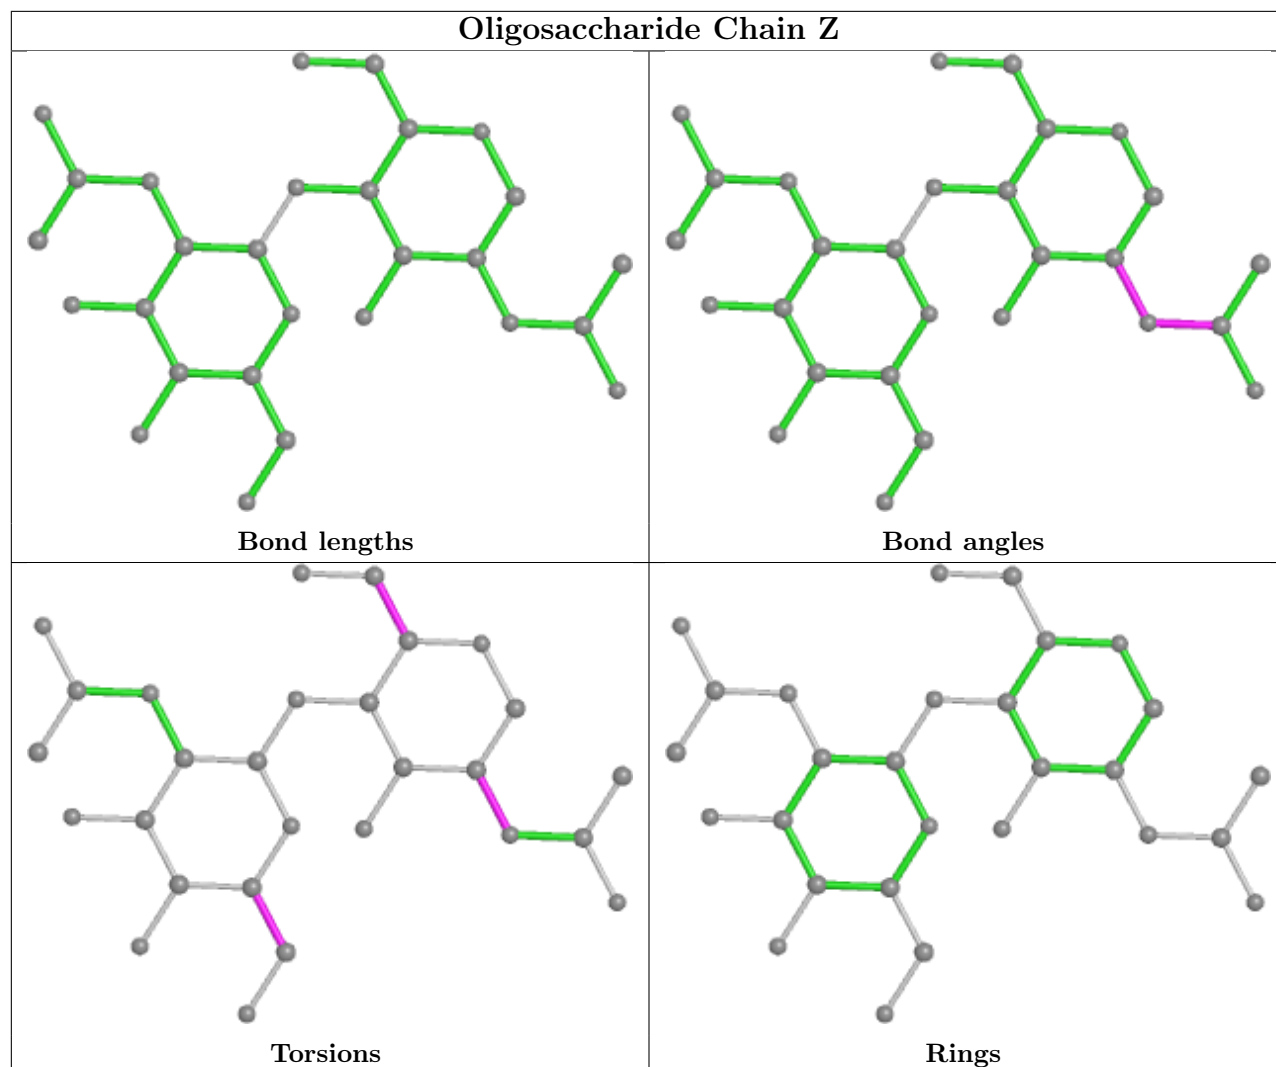 Oligosaccharide Chain Z
Bond lengths
Bond angles
Torsions
Rings